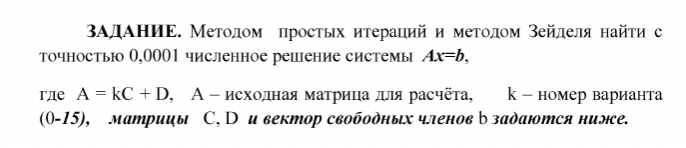 ЗАДАНИЕ. Методом простых итераций и методом Зейделя найти с
точностью 0,0001 численное решение системы Ax=b,
где A = kC + D, A – исходная матрица для расчёта, k – номер варианта
(0-15), матрицы C, D и вектор свободных членов b задаются ниже.